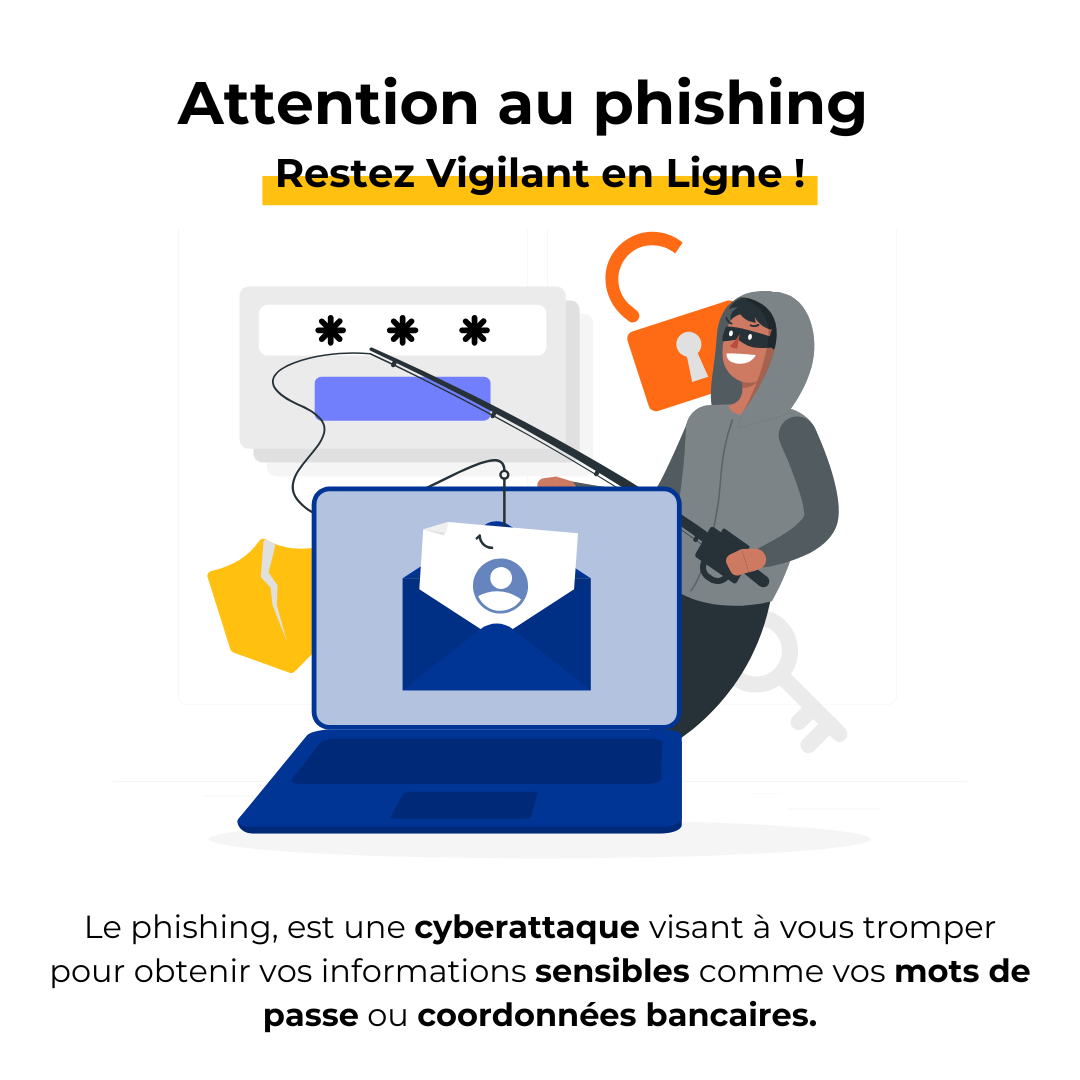 Attention au phishing
Restez Vigilant en Ligne !
* * *
Le phishing, est une cyberattaque visant à vous tromper
pour obtenir vos informations sensibles comme vos mots de
passe ou coordonnées bancaires.